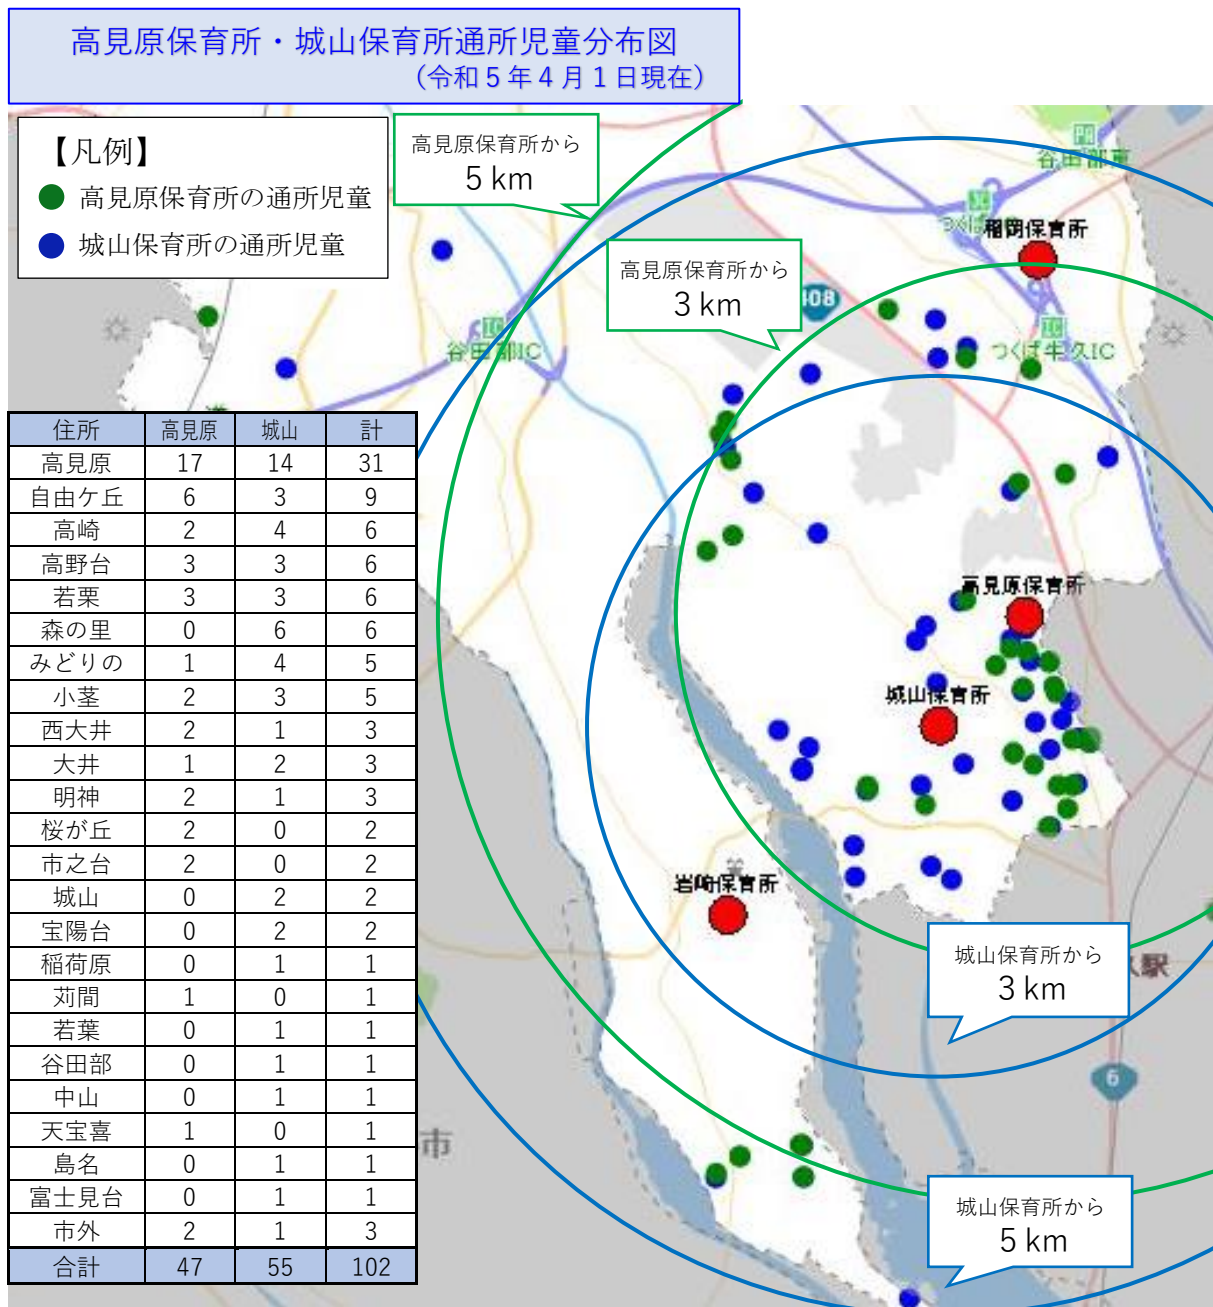 高見原保育所・城山保育所通所児童分布図
(令和5年4月1日現在)
【凡例】
高見原保育所の通所児童
城山保育所の通所児童
高見原保育所から
5 km
高見原保育所から
3 km
谷田部東
稲岡保育所
408
谷田部IC
つくば牛久IC
高見原保育所
城山保育所
岩崎保育所
城山保育所から
3 km
久駅
6
市
城山保育所から
5 km
住所 高見原 城山 計
高見原 17 14 31
自由ケ丘 6 3 9
高崎 2 4 6
高野台 3 3 6
若栗 3 3 6
森の里 0 6 6
みどりの 1 4 5
小茎 2 3 5
西大井 2 1 3
大井 1 2 3
明神 2 1 3
桜が丘 2 0 2
市之台 2 0 2
城山 0 2 2
宝陽台 0 2 2
稲荷原 0 1 1
苅間 1 0 1
若葉 0 1 1
谷田部 0 1 1
中山 0 1 1
天宝喜 1 0 1
島名 0 1 1
富士見台 0 1 1
市外 2 1 3
合計 47 55 102